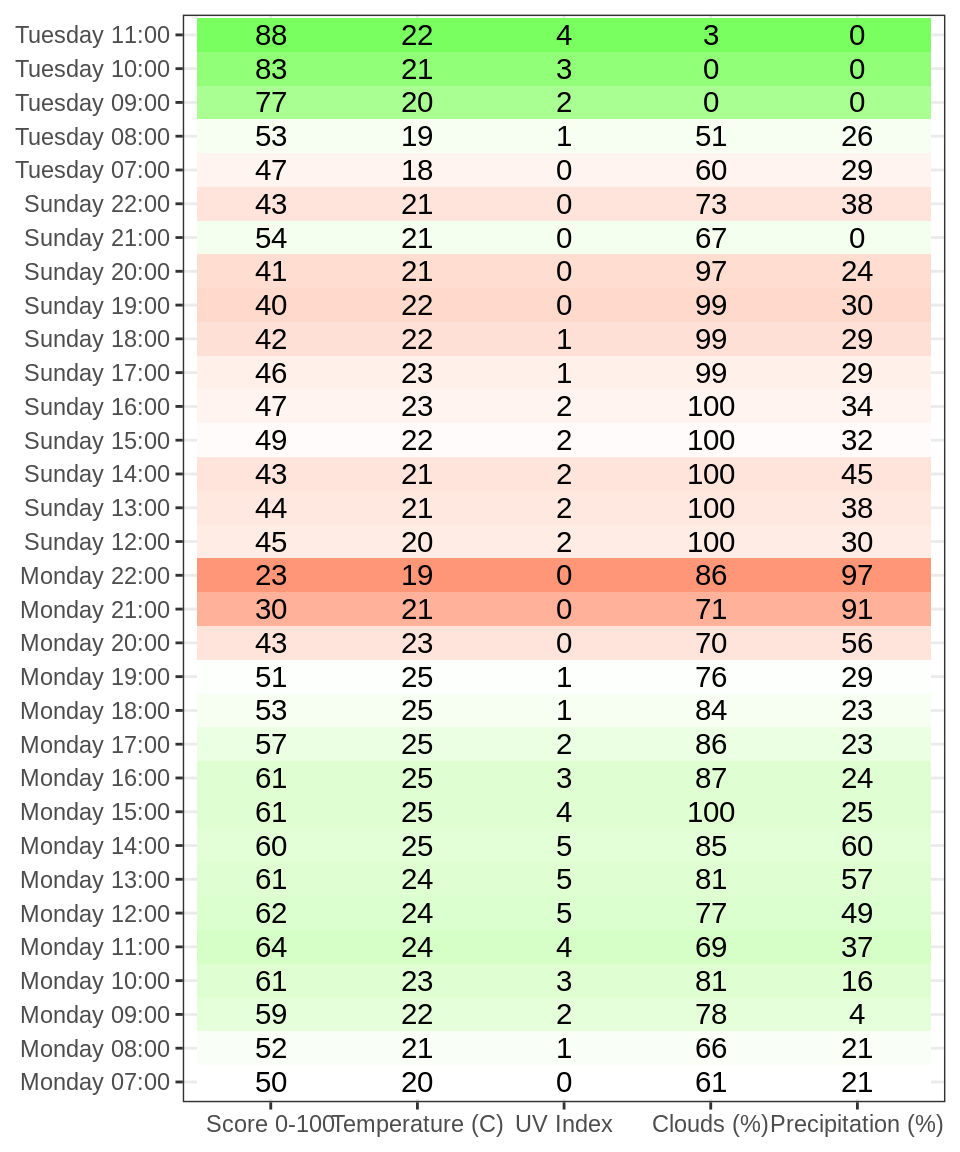 Tuesday 11:00 88 22 4 3 0
Tuesday 10:00 83 21 3 0 0
Tuesday 09:00 77 20 2 0 0
Tuesday 08:00 53 19 1 51 26
Tuesday 07:00 47 18 0 60 29
Sunday 22:00 43 21 0 73 38
Sunday 21:00 54 21 0 67 0
Sunday 20:00 41 21 0 97 24
Sunday 19:00 40 22 0 99 30
Sunday 18:00 42 22 1 99 29
Sunday 17:00 46 23 1 99 29
Sunday 16:00 47 23 2 100 34
Sunday 15:00 49 22 2 100 32
Sunday 14:00 43 21 2 100 45
Sunday 13:00 44 21 2 100 38
Sunday 12:00 45 20 2 100 30
Monday 22:00 23 19 0 86 97
Monday 21:00 30 21 0 71 91
Monday 20:00 43 23 0 70 56
Monday 19:00 51 25 1 76 29
Monday 18:00 53 25 1 84 23
Monday 17:00 57 25 2 86 23
Monday 16:00 61 25 3 87 24
Monday 15:00 61 25 4 100 25
Monday 14:00 60 25 5 85 60
Monday 13:00 61 24 5 81 57
Monday 12:00 62 24 5 77 49
Monday 11:00 64 24 4 69 37
Monday 10:00 61 23 3 81 16
Monday 09:00 59 22 2 78 4
Monday 08:00 52 21 1 66 21
Monday 07:00 50 20 0 61 21
Score 0-100 Temperature (C) UV Index Clouds (%) Precipitation (%)